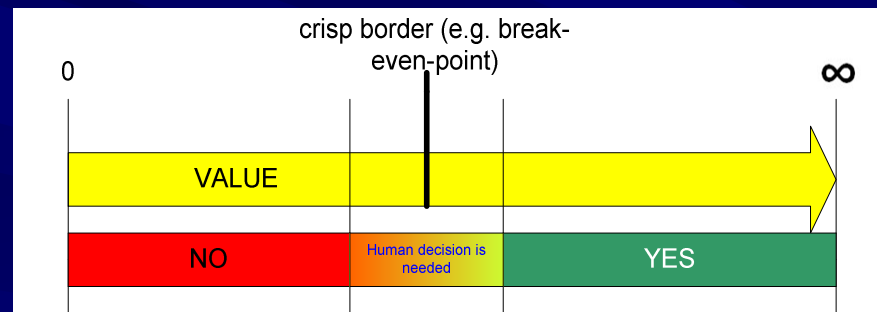 crisp border (e.g. break-
even-point)
0
∞
VALUE
NO
Human decision is
needed
YES